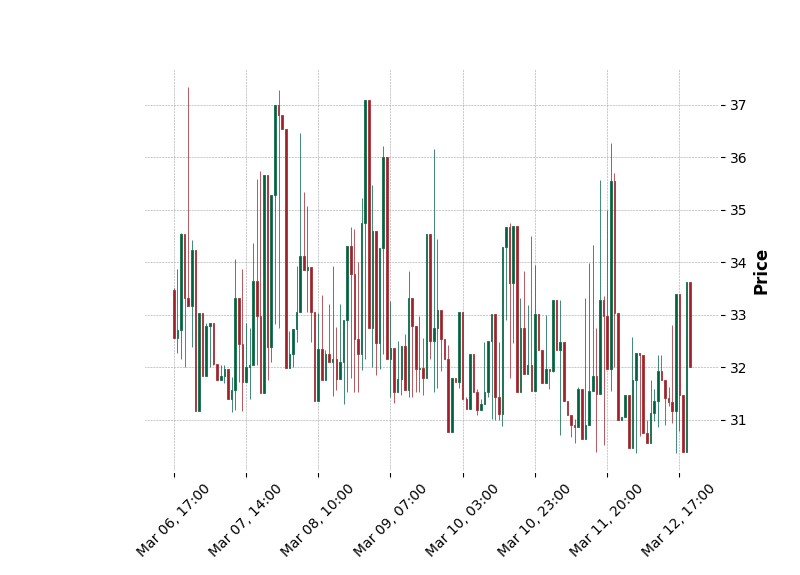 37
36
35
34
33
32
31
Price
Mar 06, 17:00
Mar 07, 14:00
Mar 08, 10:00
Mar 09, 07:00
Mar 10, 03:00
Mar 10, 23:00
Mar 11, 20:00
Mar 12, 17:00